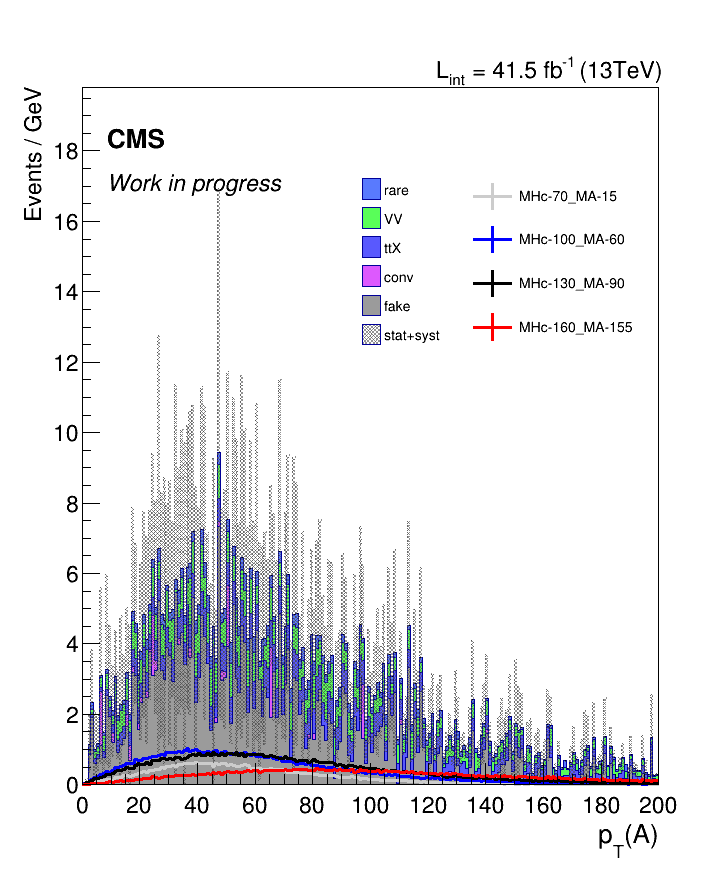 L_int = 41.5 fb^-1 (13TeV)
Events / GeV
CMS
Work in progress
rare
VV
ttX
conv
fake
stat+syst
MHc-70_MA-15
MHc-100_MA-60
MHc-130_MA-90
MHc-160_MA-155
18
16
14
12
10
8
6
4
2
0
0 20 40 60 80 100 120 140 160 180 200
p_T(A)